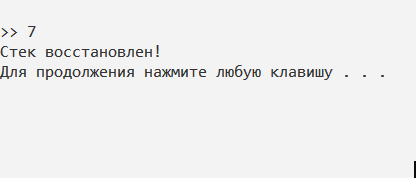 >> 7
Стек восстановлен!
Для продолжения нажмите любую клавишу . . .